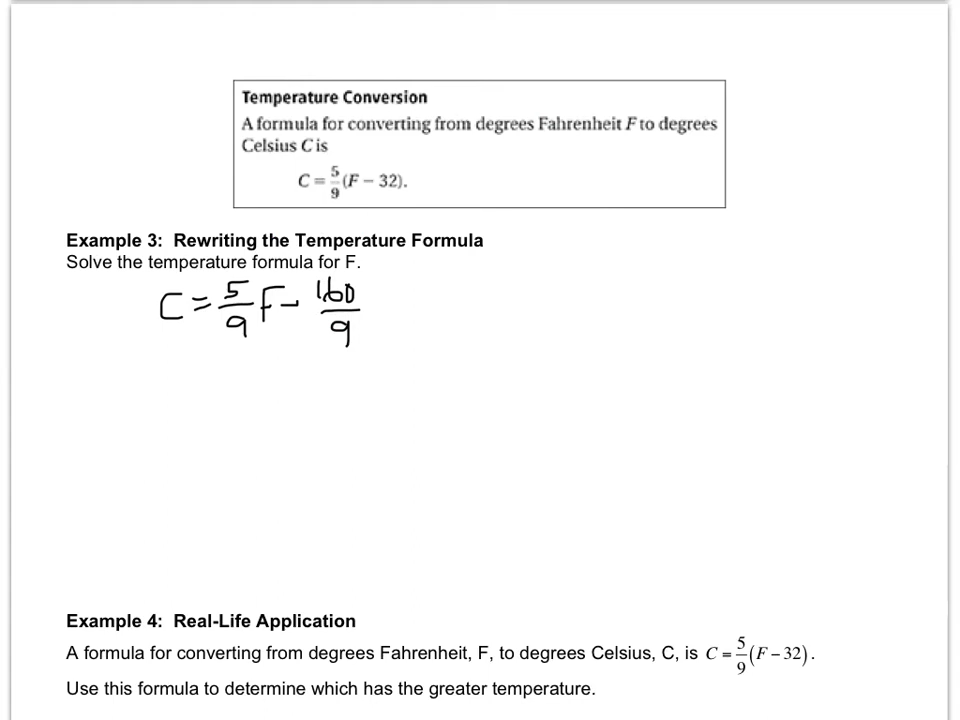 Temperature Conversion
A formula for converting from degrees Fahrenheit F to degrees
Celsius C is
C = 5/9 (F – 32).
Example 3: Rewriting the Temperature Formula
Solve the temperature formula for F.
C = 5/9 F - 160/9
Example 4: Real-Life Application
A formula for converting from degrees Fahrenheit, F, to degrees Celsius, C, is C = 5/9 (F – 32).
Use this formula to determine which has the greater temperature.